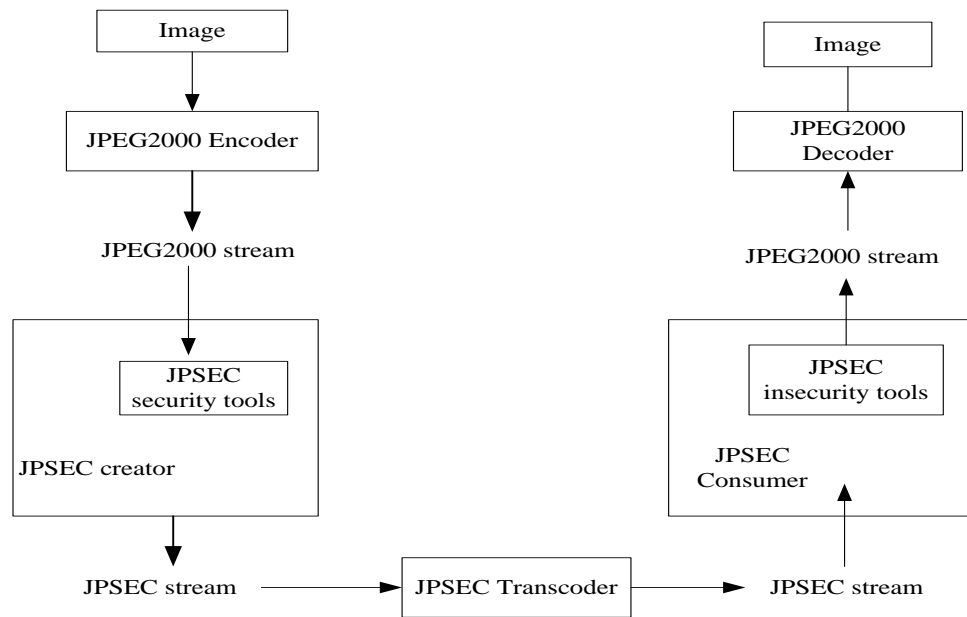 Image
JPEG2000 Encoder
JPEG2000 stream
JPSEC
security tools
JPSEC creator
JPSEC stream
JPSEC Transcoder
JPSEC stream
JPSEC
Consumer
JPSEC
insecurity tools
JPEG2000 stream
JPEG2000
Decoder
Image